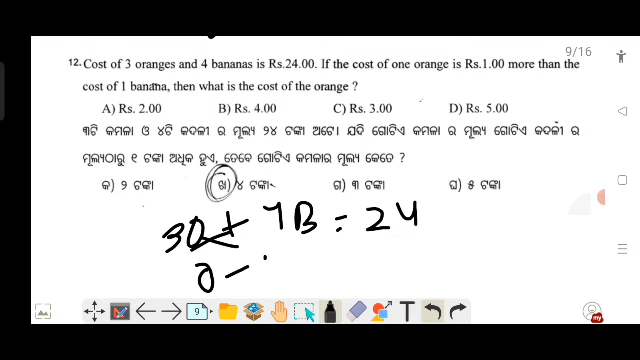 9/16
12. Cost of 3 oranges and 4 bananas is Rs.24.00. If the cost of one orange is Rs.1.00 more than the
cost of 1 banana, then what is the cost of the orange ?
A) Rs. 2.00 B) Rs. 4.00 C) Rs. 3.00 D) Rs. 5.00
୩ଟି କମଳା ଓ ୪ଟି କଦଳୀ ର ମୂଲ୍ୟ ୨୪ ଟଙ୍କା ଅଟେ। ଯଦି ଗୋଟିଏ କମଳା ର ମୂଲ୍ୟ ଗୋଟିଏ କଦଳୀ ର
ମୂଲ୍ୟଠାରୁ ୧ ଟଙ୍କା ଅଧିକ ହୁଏ, ତେବେ ଗୋଟିଏ କମଳାର ମୂଲ୍ୟ କେତେ ?
କ) ୨ ଟଙ୍କା ଖ) ୪ ଟଙ୍କା ଗ) ୩ ଟଙ୍କା ଘ) ୫ ଟଙ୍କା
30 + 4B = 24
0 -
9 T
my